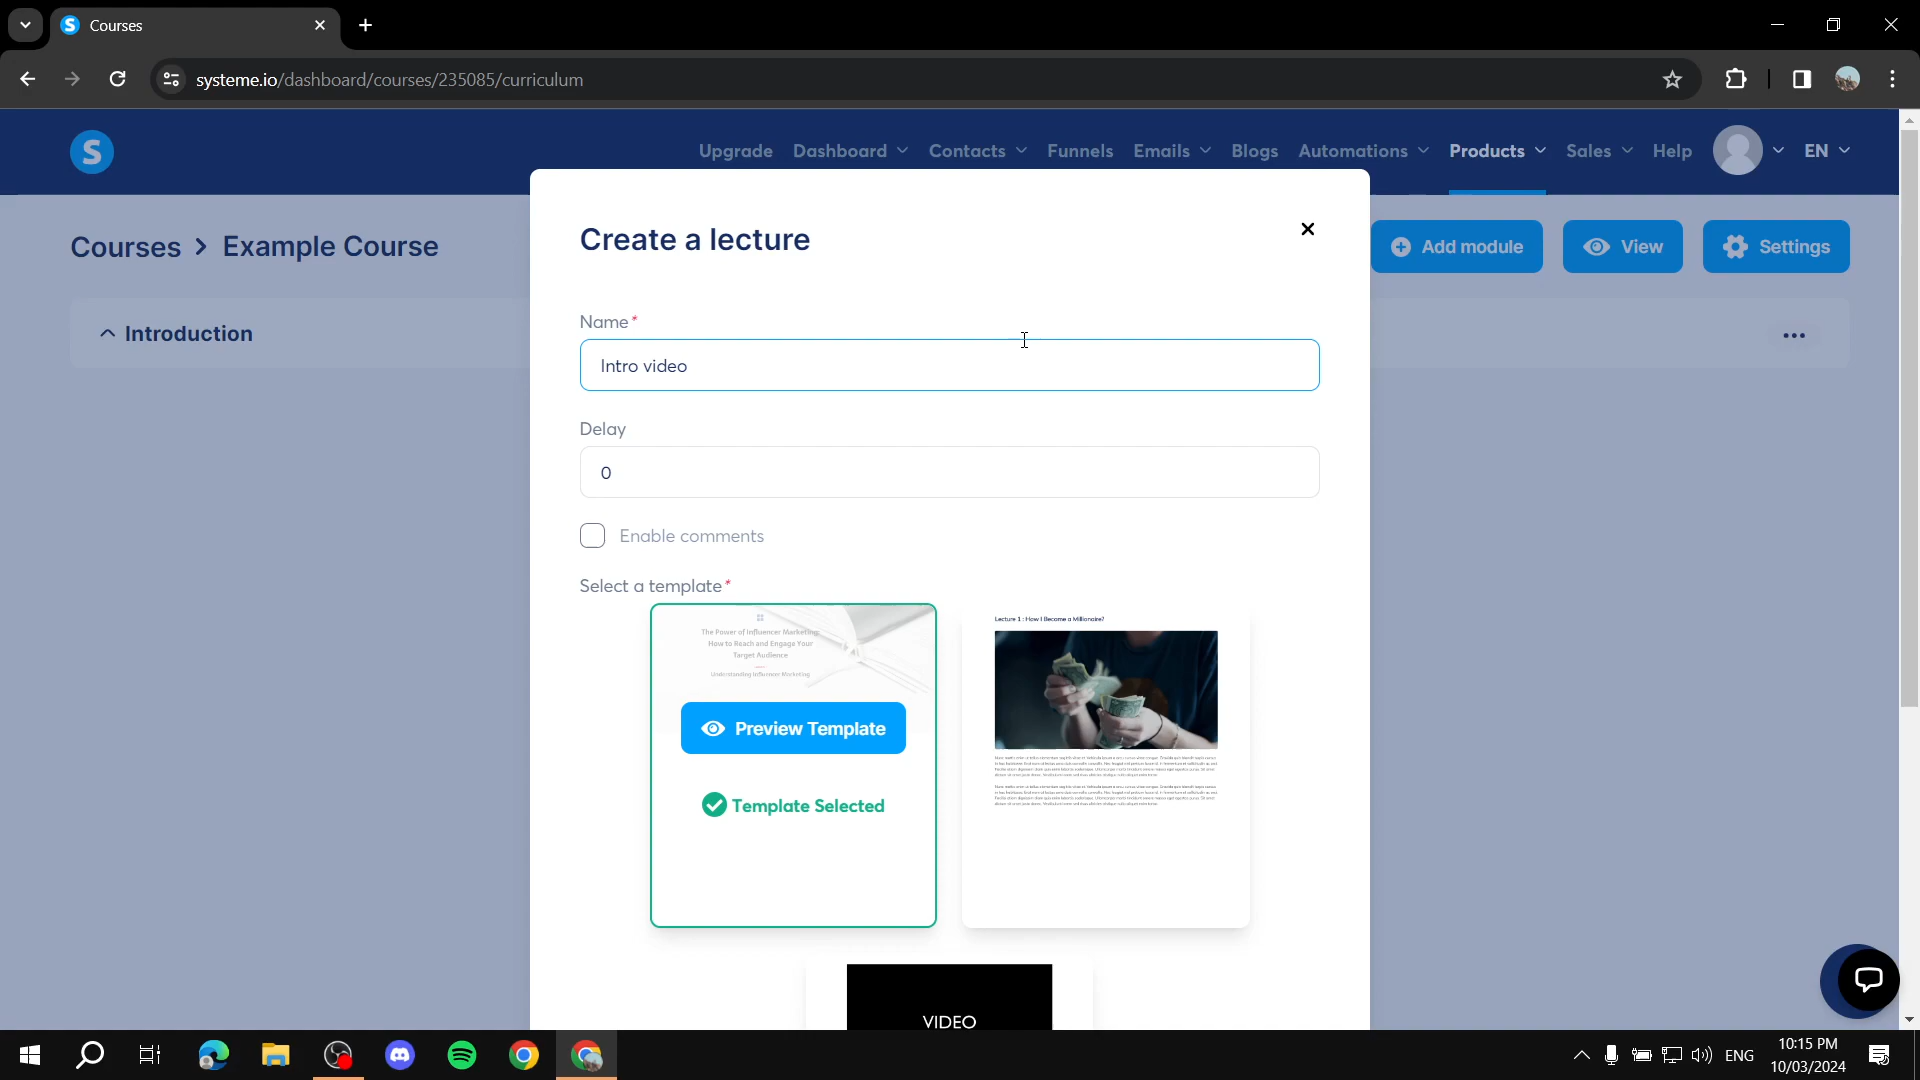 Courses
systeme.io/dashboard/courses/235085/curriculum
S
Upgrade Dashboard Contacts Funnels Emails Blogs Automations Products Sales Help EN
Courses > Example Course
Add module
View
Settings
Introduction
Create a lecture
Name*
Intro video
Delay
0
Enable comments
Select a template*
The Power of Influencer Marketing:
How to Reach and Engage Your
Target Audience
Understanding Influencer Marketing
Preview Template
Template Selected
Lecture 1 : How I Become a Millionaire?
VIDEO
ENG
10:15 PM
10/03/2024